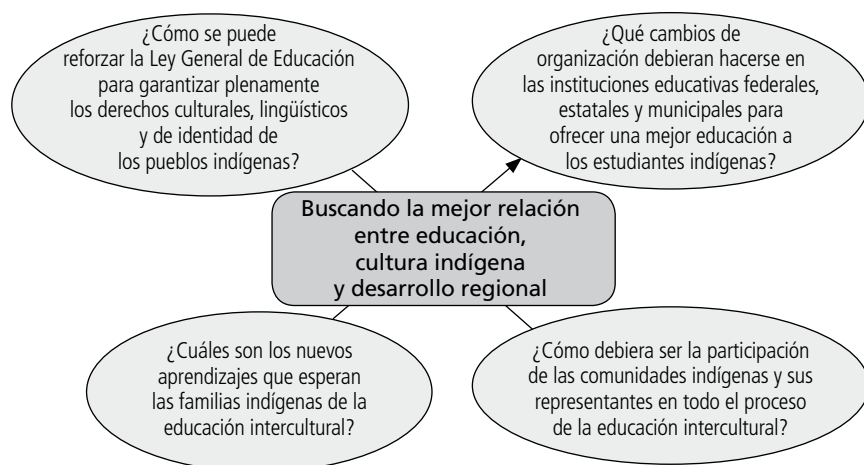 ¿Cómo se puede
reforzar la Ley General de Educación
para garantizar plenamente
los derechos culturales, lingüísticos
y de identidad de
los pueblos indígenas?
¿Qué cambios de
organización debieran hacerse en
las instituciones educativas federales,
estatales y municipales para
ofrecer una mejor educación a
los estudiantes indígenas?
Buscando la mejor relación
entre educación,
cultura indígena
y desarrollo regional
¿Cuáles son los nuevos
aprendizajes que esperan
las familias indígenas de la
educación intercultural?
¿Cómo debiera ser la participación
de las comunidades indígenas y sus
representantes en todo el proceso
de la educación intercultural?